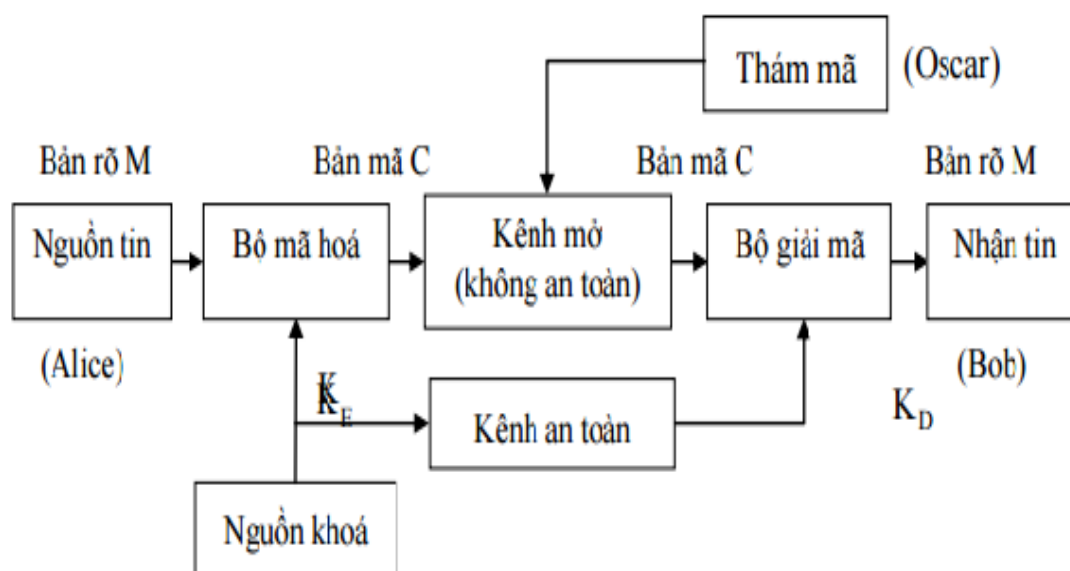 Thám mã
(Oscar)
Bản rõ M
Bản mã C
Bản mã C
Bản rõ M
Nguồn tin
Bộ mã hoá
Kênh mở
(không an toàn)
Bộ giải mã
Nhận tin
(Alice)
(Bob)
K E
K D
Kênh an toàn
Nguồn khoá